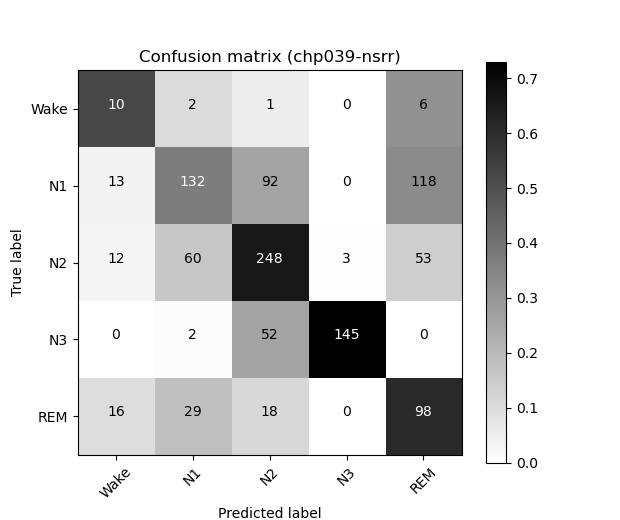 Confusion matrix (chp039-nsrr)
Wake 10 2 1 0 6
N1 13 132 92 0 118
N2 12 60 248 3 53
N3 0 2 52 145 0
REM 16 29 18 0 98
Wake N1 N2 N3 REM
True label
Predicted label
0.7
0.6
0.5
0.4
0.3
0.2
0.1
0.0